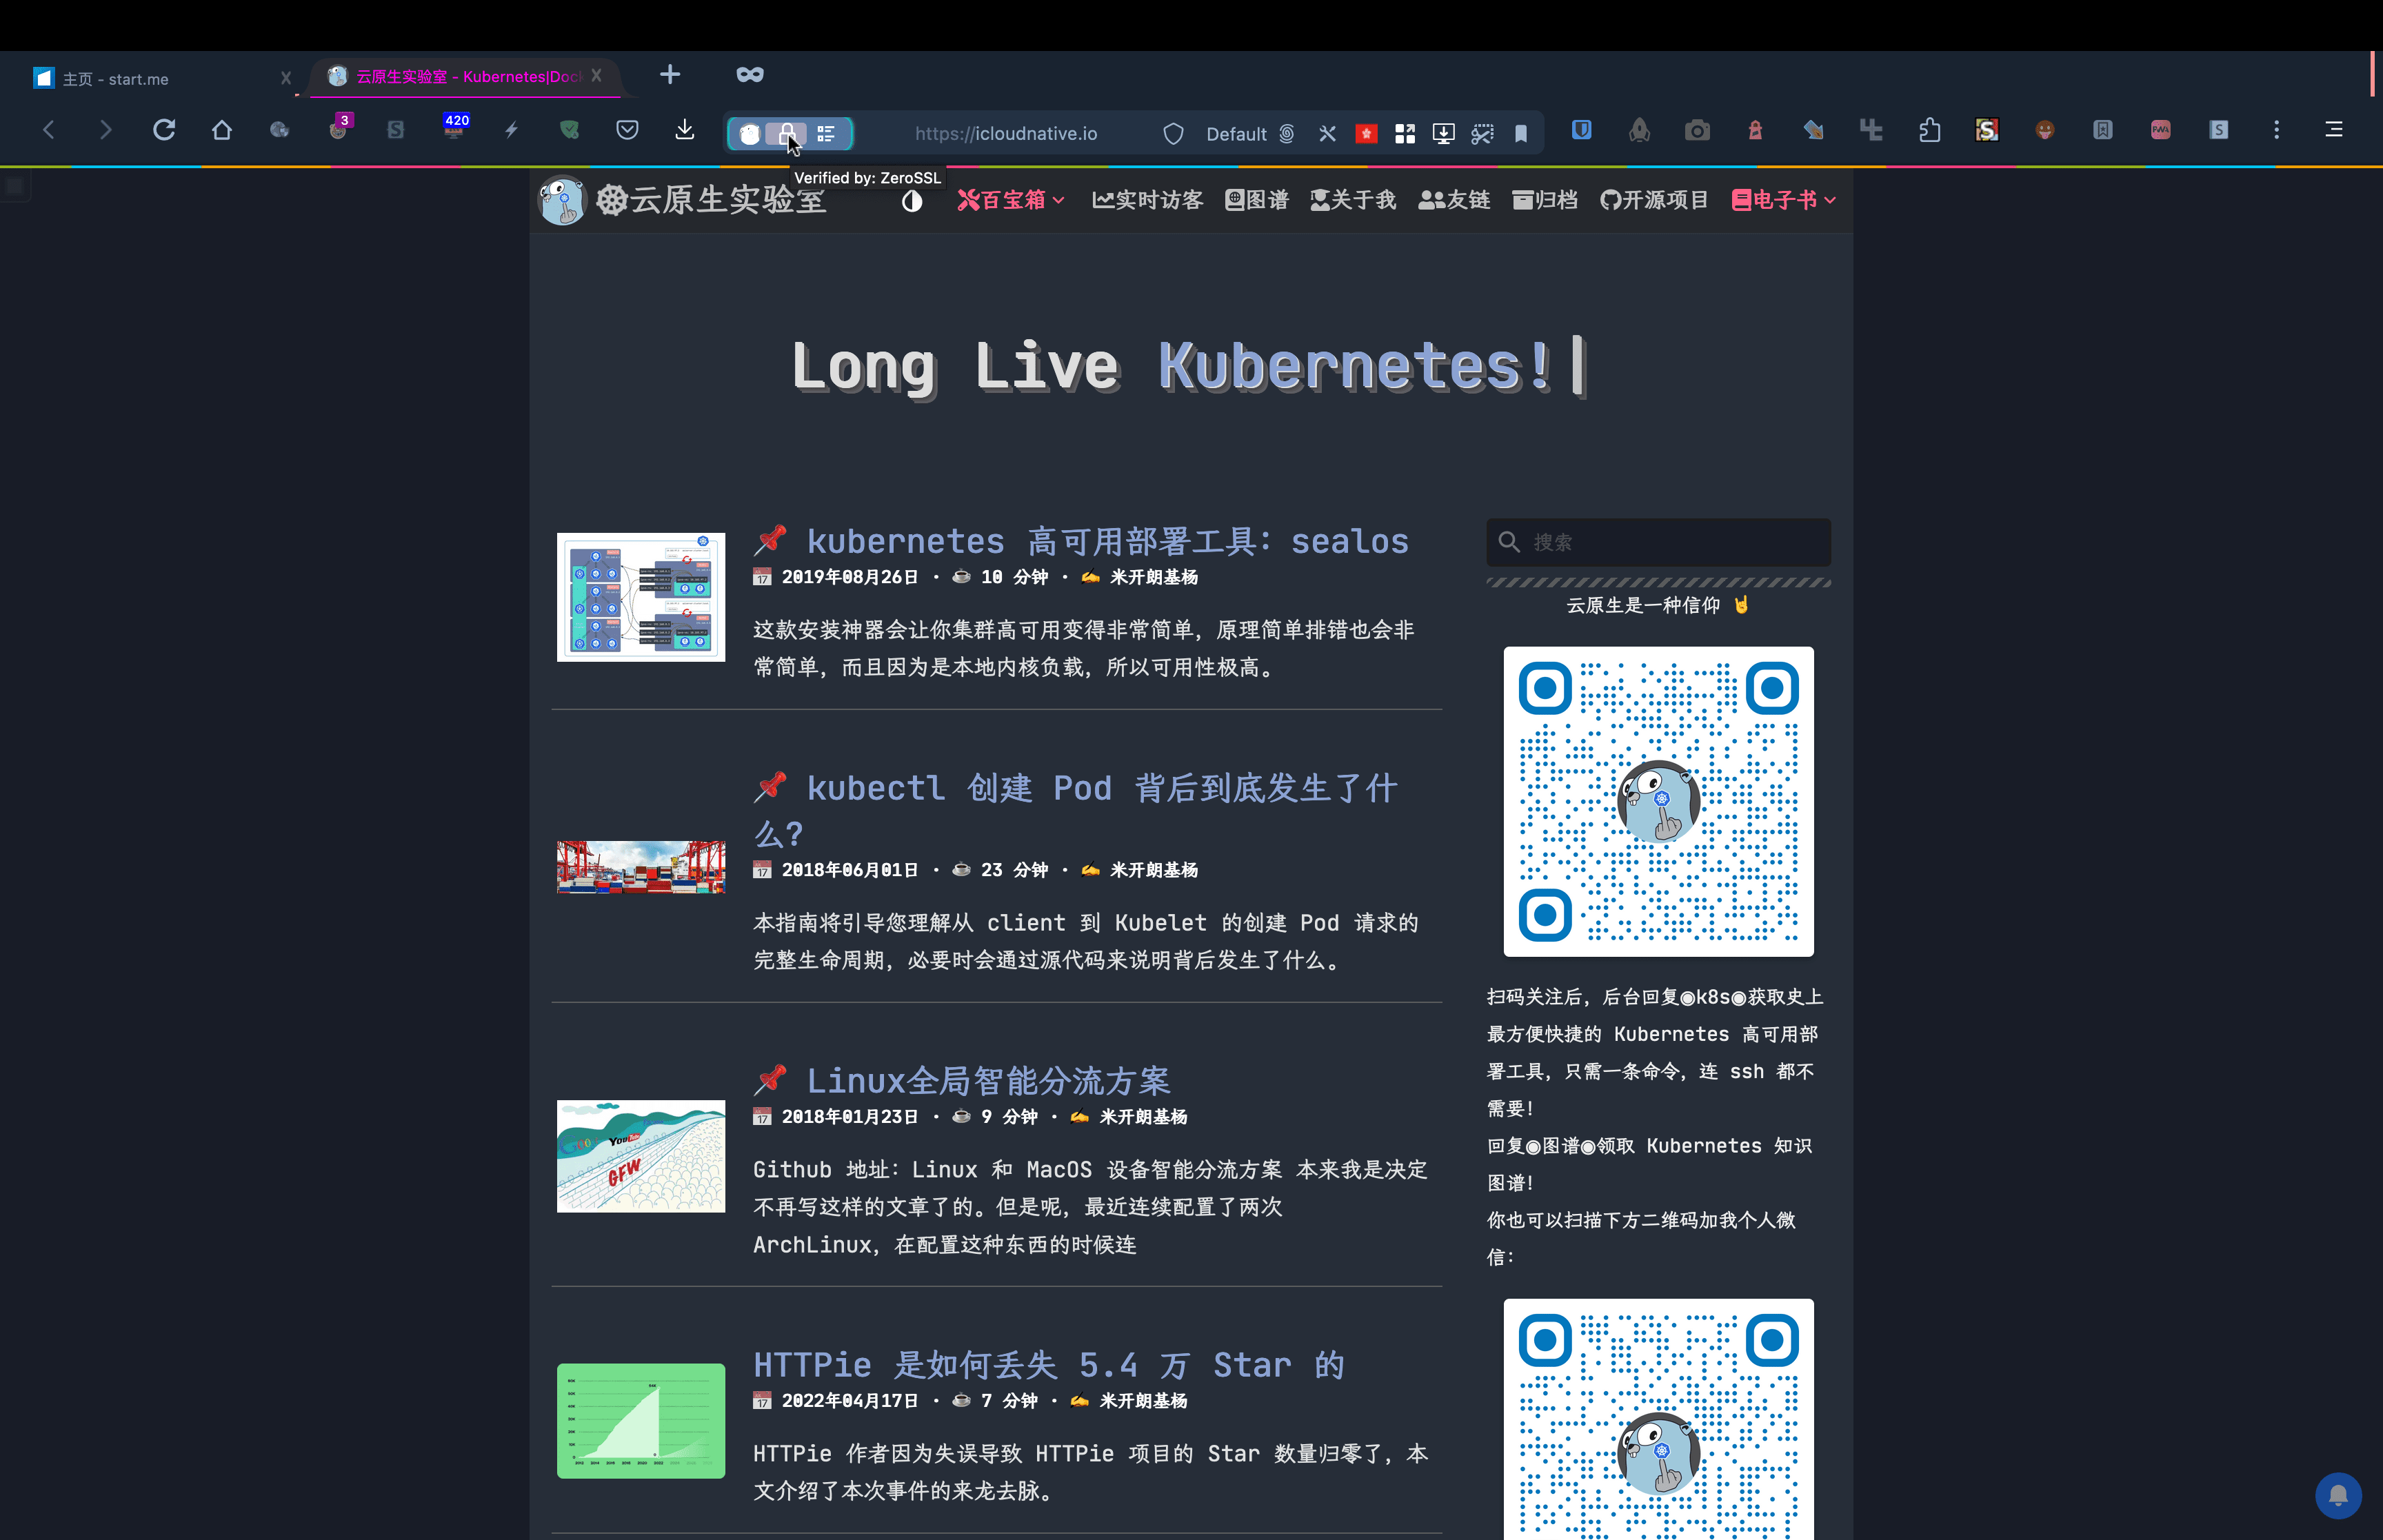 主页 - start.me
云原生实验室 - Kubernetes|Dock
3
420
https://icloudnative.io
Default
Verified by: ZeroSSL
云原生实验室
百宝箱
实时访客
图谱
关于我
友链
归档
开源项目
电子书
Long Live Kubernetes!
📌 kubernetes 高可用部署工具：sealos
📅 2019年08月26日 · ☕ 10 分钟 · ✍ 米开朗基杨
这款安装神器会让你集群高可用变得非常简单，原理简单排错也会非
常简单，而且因为是本地内核负载，所以可用性极高。
📌 kubectl 创建 Pod 背后到底发生了什
么？
📅 2018年06月01日 · ☕ 23 分钟 · ✍ 米开朗基杨
本指南将引导您理解从 client 到 Kubelet 的创建 Pod 请求的
完整生命周期，必要时会通过源代码来说明背后发生了什么。
📌 Linux全局智能分流方案
📅 2018年01月23日 · ☕ 9 分钟 · ✍ 米开朗基杨
YouTube
GFW
Github 地址：Linux 和 MacOS 设备智能分流方案 本来我是决定
不再写这样的文章了的。但是呢，最近连续配置了两次
ArchLinux，在配置这种东西的时候连
HTTPie 是如何丢失 5.4 万 Star 的
📅 2022年04月17日 · ☕ 7 分钟 · ✍ 米开朗基杨
HTTPie 作者因为失误导致 HTTPie 项目的 Star 数量归零了，本
文介绍了本次事件的来龙去脉。
搜索
云原生是一种信仰 🤘
扫码关注后，后台回复◉k8s◉获取史上
最方便快捷的 Kubernetes 高可用部
署工具，只需一条命令，连 ssh 都不
需要！
回复◉图谱◉领取 Kubernetes 知识
图谱！
你也可以扫描下方二维码加我个人微
信：